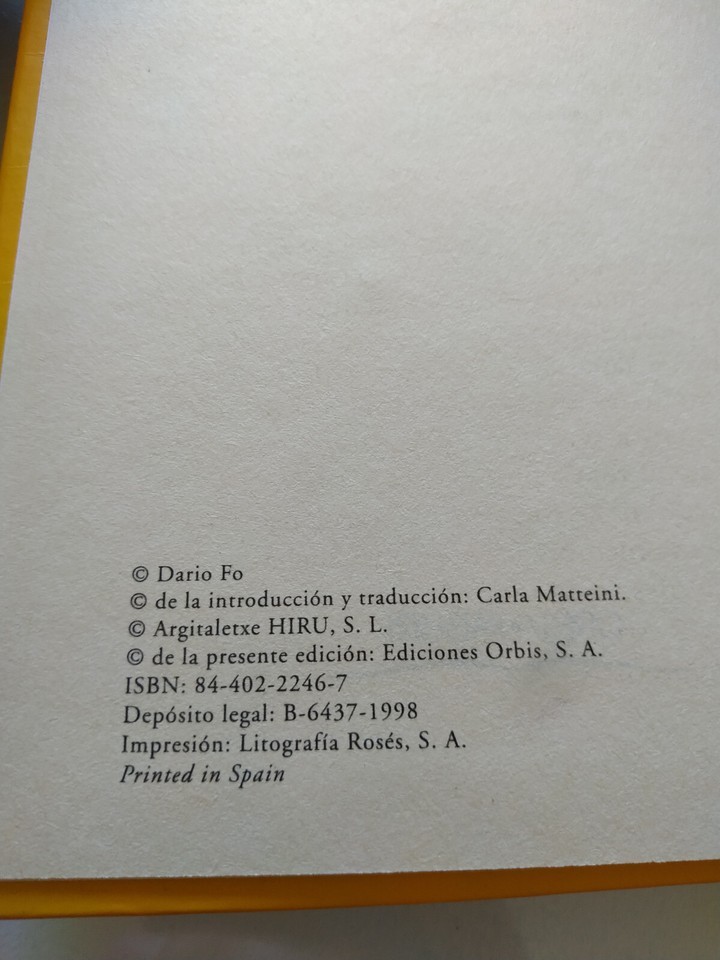 © Dario Fo
© de la introducción y traducción: Carla Matteini.
© Argitaletxe HIRU, S. L.
© de la presente edición: Ediciones Orbis, S. A.
ISBN: 84-402-2246-7
Depósito legal: B-6437-1998
Impresión: Litografía Rosés, S. A.
Printed in Spain